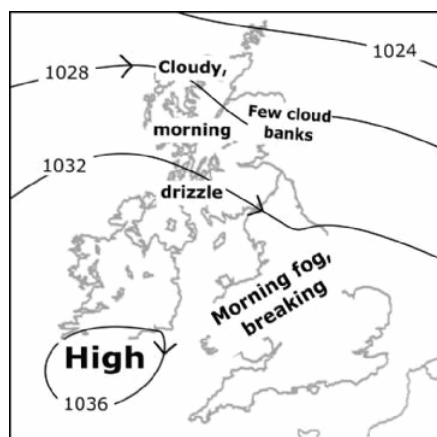 1024
1028
Cloudy,
Few cloud
banks
morning
1032
drizzle
Morning fog,
breaking
High
1036